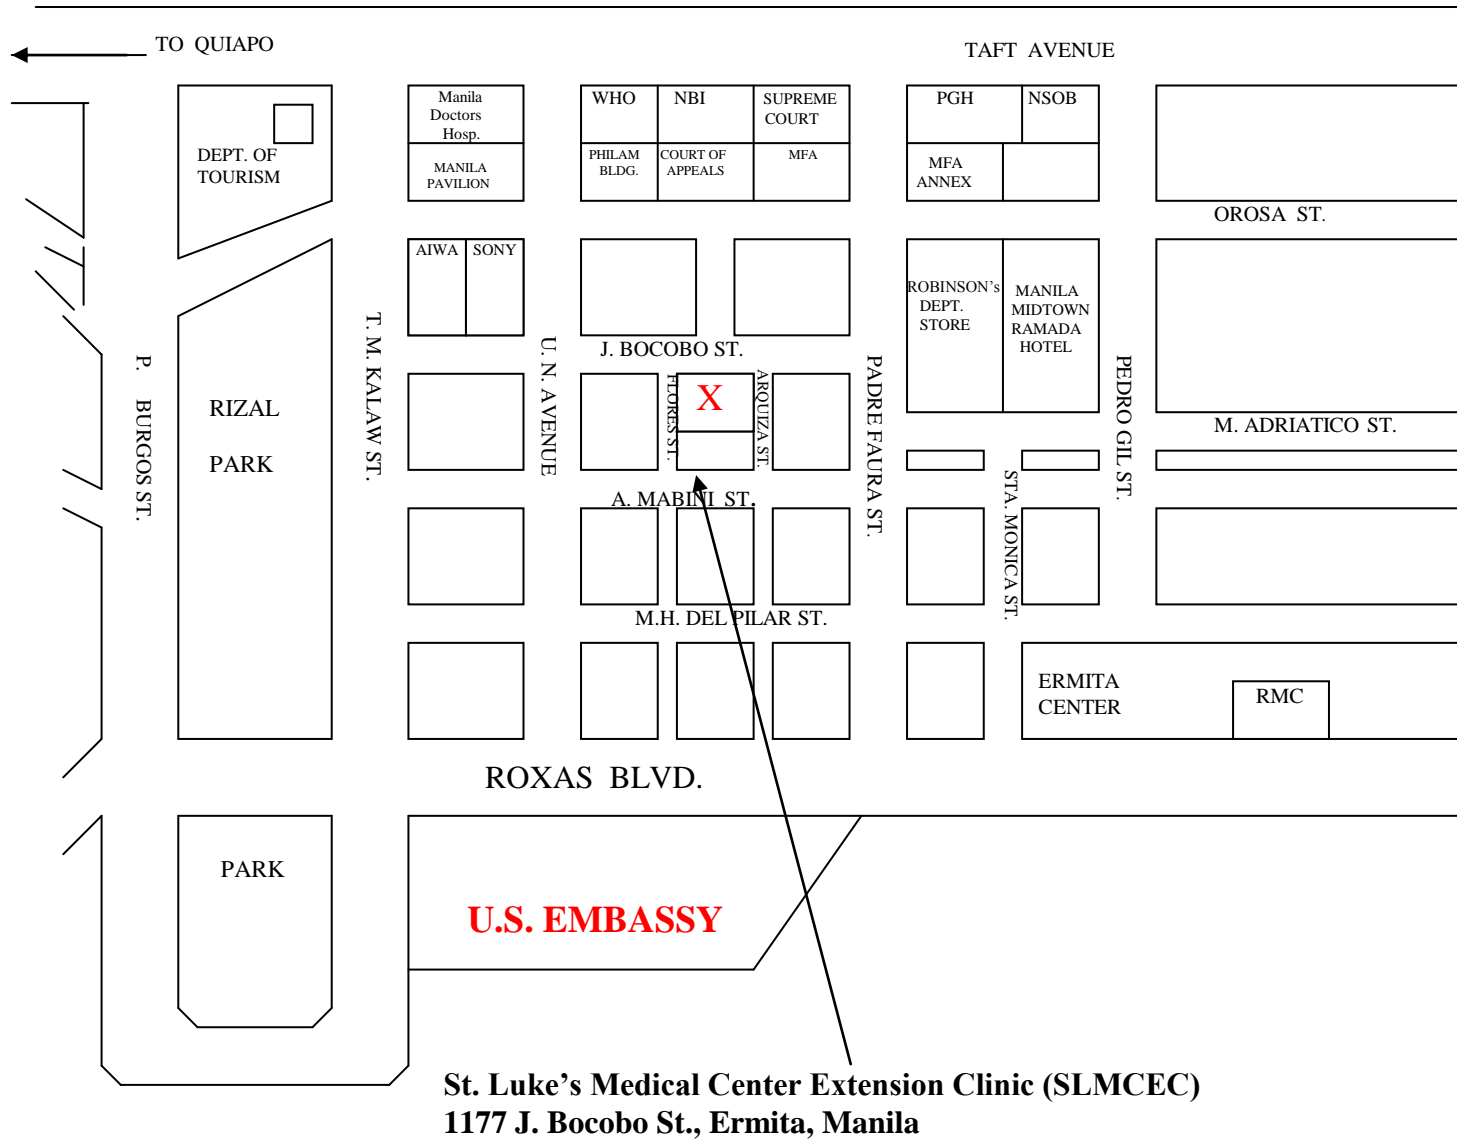 TO QUIAPO
TAFT AVENUE
Manila
Doctors
Hosp.
WHO
NBI
SUPREME
COURT
PGH
NSOB
DEPT. OF
TOURISM
MANILA
PAVILION
PHILAM
BLDG.
COURT OF
APPEALS
MFA
MFA
ANNEX
OROSA ST.
AIWA
SONY
ROBINSON's
DEPT.
STORE
MANILA
MIDTOWN
RAMADA
HOTEL
J. BOCOBO ST.
P. BURGOS ST.
RIZAL
PARK
T. M. KALAW ST.
U. N. AVENUE
FLORES ST.
X
ARQUIZA ST.
PADRE FAURA ST.
PEDRO GIL ST.
M. ADRIATICO ST.
A. MABINI ST.
STA. MONICA ST.
M.H. DEL PILAR ST.
ERMITA
CENTER
RMC
ROXAS BLVD.
PARK
U.S. EMBASSY
St. Luke’s Medical Center Extension Clinic (SLMCEC)
1177 J. Bocobo St., Ermita, Manila